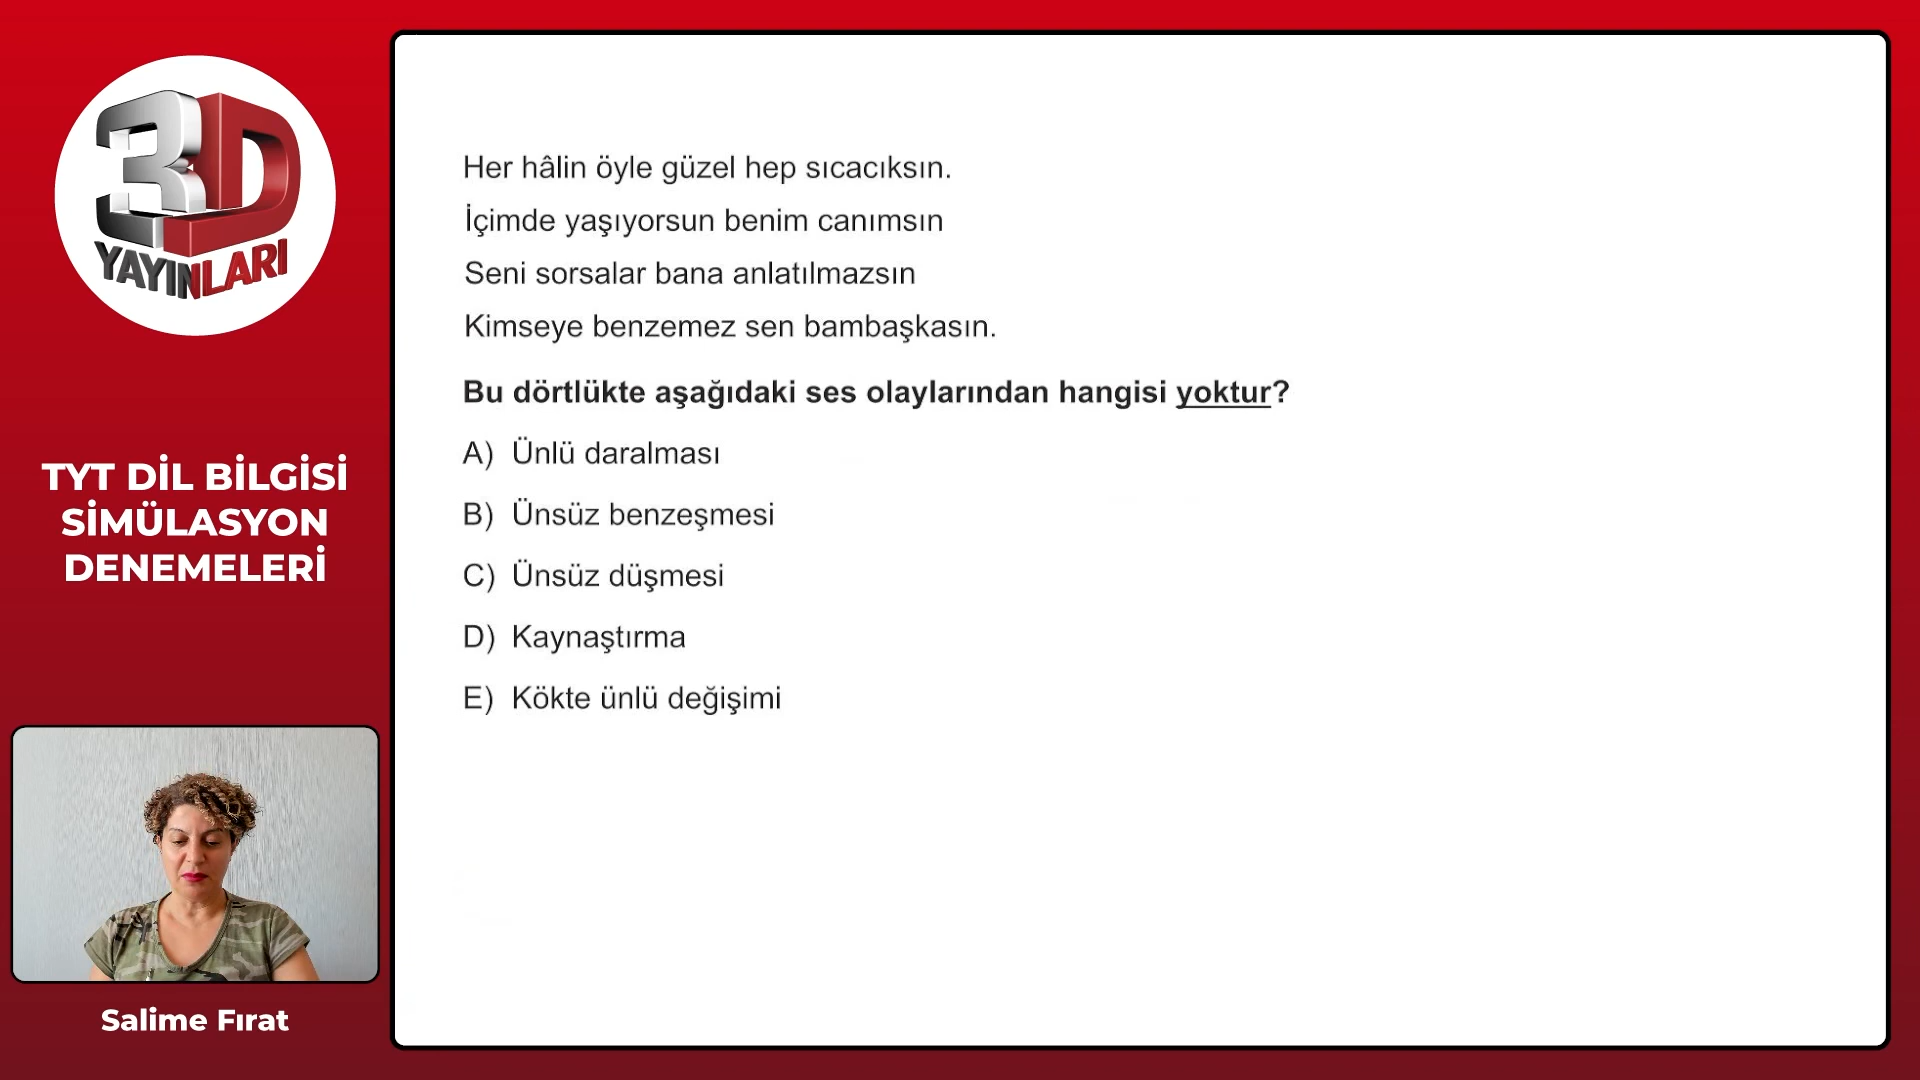 3D
YAYINLARI
TYT DİL BİLGİSİ
SİMÜLASYON
DENEMELERİ
Salime Fırat
Her hâlin öyle güzel hep sıcacıksın.
İçimde yaşıyorsun benim canımsın
Seni sorsalar bana anlatılmazsın
Kimseye benzemez sen bambaşkasın.
Bu dörtlükte aşağıdaki ses olaylarından hangisi yoktur?
A) Ünlü daralması
B) Ünsüz benzeşmesi
C) Ünsüz düşmesi
D) Kaynaştırma
E) Kökte ünlü değişimi